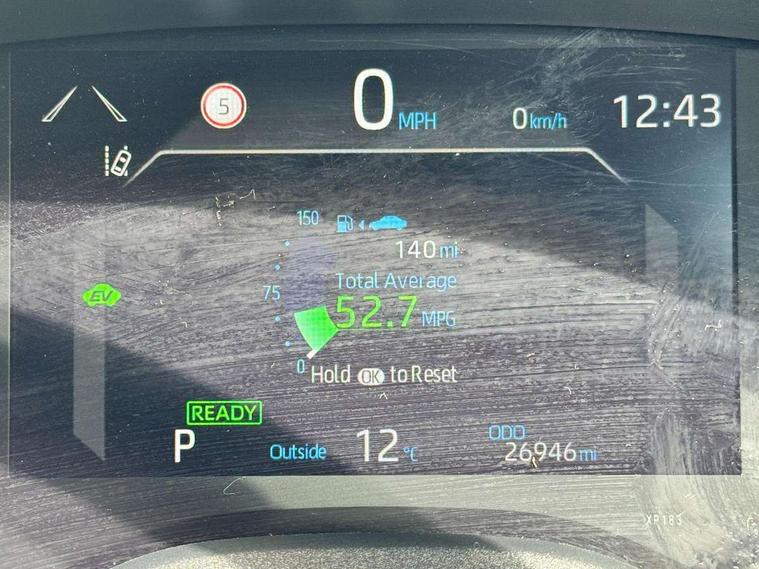 5
0 MPH
0 km/h
12:43
150
140 mi
Total Average
75
52.7 MPG
EV
0
Hold OK to Reset
READY
P
Outside 12 °C
ODO
26946 mi
XP183